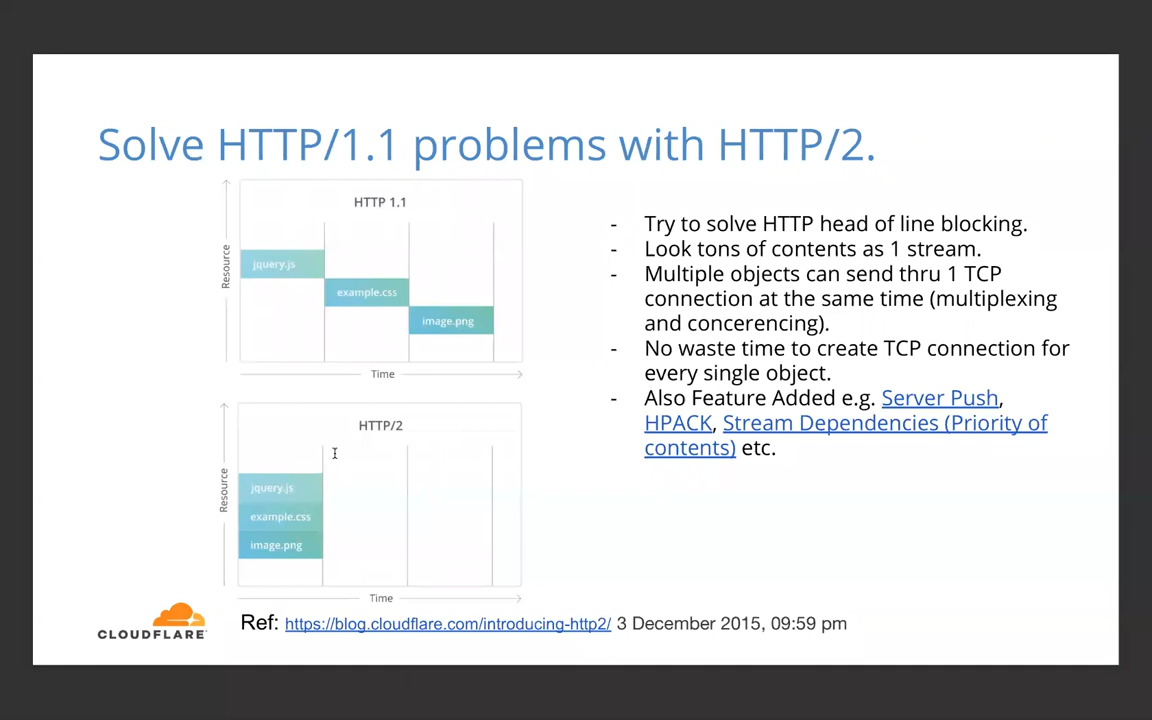 Solve HTTP/1.1 problems with HTTP/2.
HTTP 1.1
Resource
jquery.js
example.css
image.png
Time
HTTP/2
Resource
jquery.js
example.css
image.png
Time
- Try to solve HTTP head of line blocking.
- Look tons of contents as 1 stream.
- Multiple objects can send thru 1 TCP
connection at the same time (multiplexing
and concerencing).
- No waste time to create TCP connection for
every single object.
- Also Feature Added e.g. Server Push,
HPACK, Stream Dependencies (Priority of
contents) etc.
CLOUDFLARE
Ref: https://blog.cloudflare.com/introducing-http2/ 3 December 2015, 09:59 pm